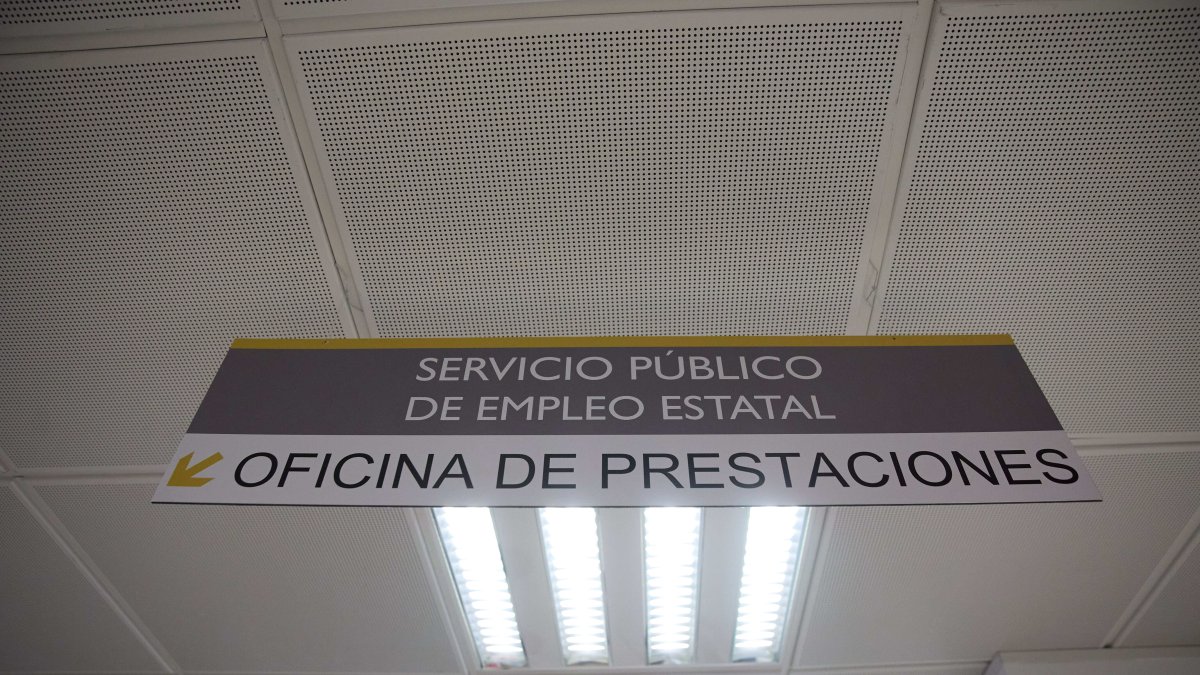 SERVICIO PÚBLICO
DE EMPLEO ESTATAL
OFICINA DE PRESTACIONES